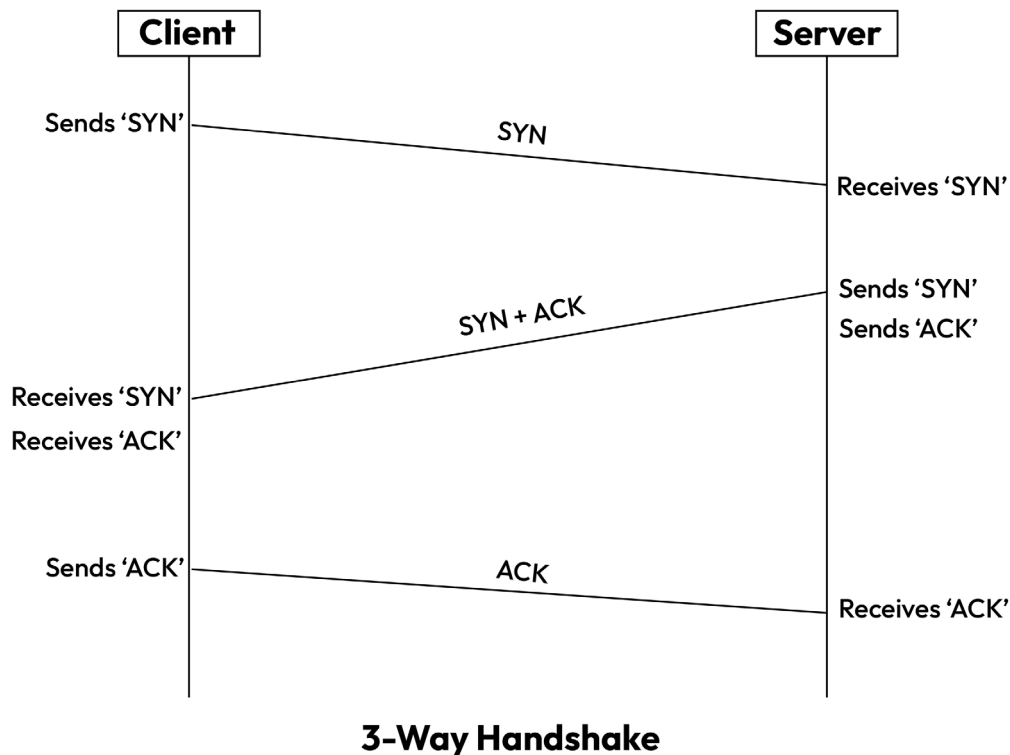 Client
Server
Sends ‘SYN’
SYN
Receives ‘SYN’
Sends ‘SYN’
SYN + ACK
Sends ‘ACK’
Receives ‘SYN’
Receives ‘ACK’
Sends ‘ACK’
ACK
Receives ‘ACK’
3-Way Handshake